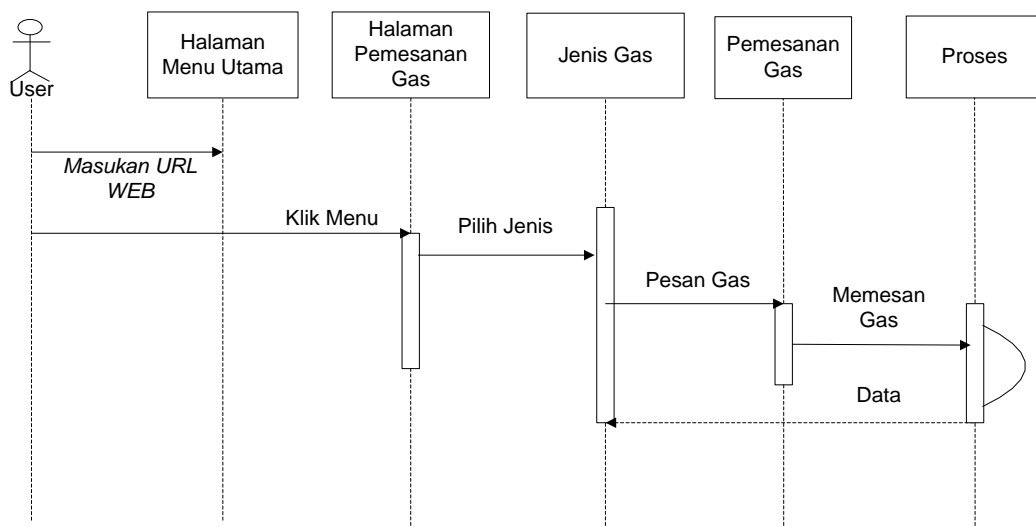 User
Halaman
Menu Utama
Halaman
Pemesanan
Gas
Jenis Gas
Pemesanan
Gas
Proses
Masukan URL
WEB
Klik Menu
Pilih Jenis
Pesan Gas
Memesan
Gas
Data